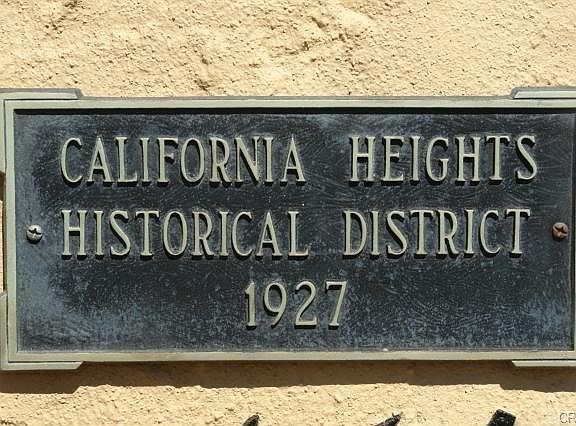 CALIFORNIA HEIGHTS
HISTORICAL DISTRICT
1927